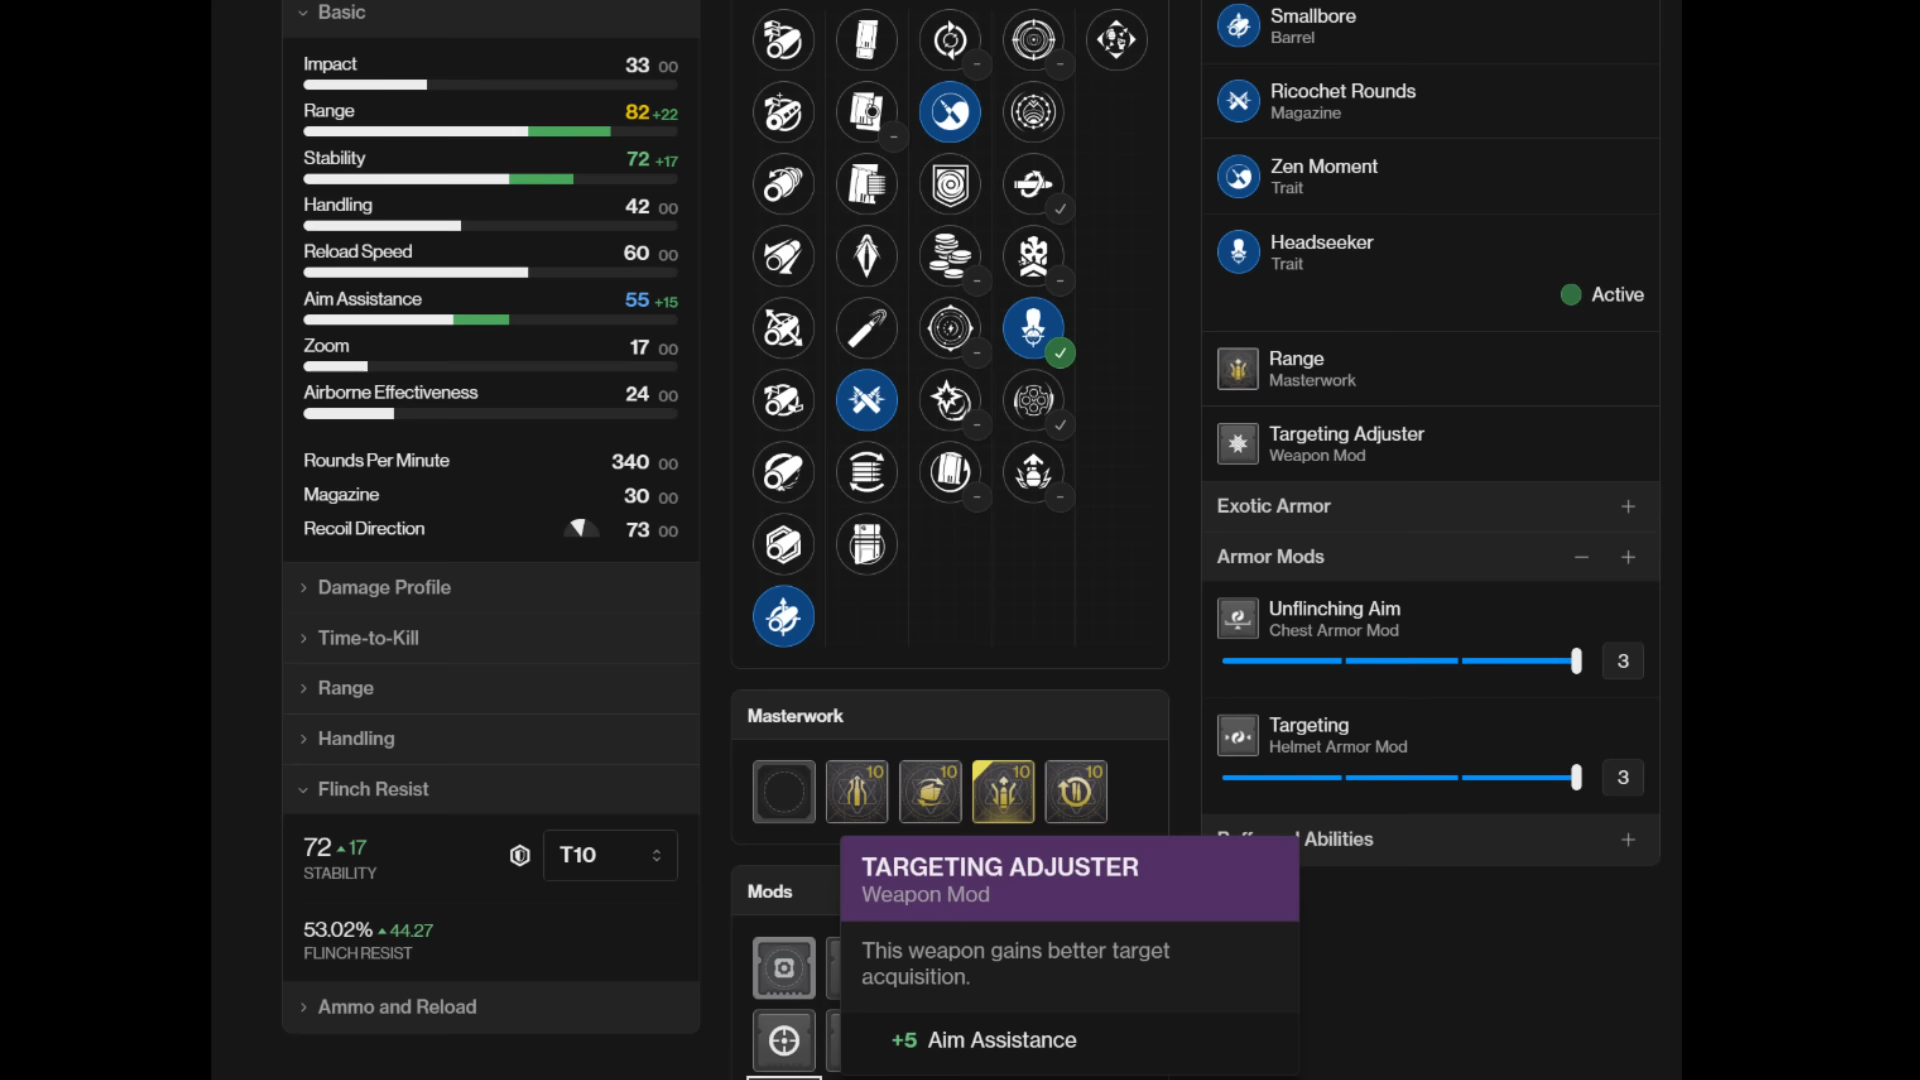 Basic
Impact 33 00
Range 82 +22
Stability 72 +17
Handling 42 00
Reload Speed 60 00
Aim Assistance 55 +15
Zoom 17 00
Airborne Effectiveness 24 00
Rounds Per Minute 340 00
Magazine 30 00
Recoil Direction 73 00
Damage Profile
Time-to-Kill
Range
Handling
Flinch Resist
72 17
STABILITY
T10
53.02% 44.27
FLINCH RESIST
Ammo and Reload
Masterwork
10 10 10 10
Mods
TARGETING ADJUSTER
Weapon Mod
This weapon gains better target
acquisition.
+5 Aim Assistance
Smallbore
Barrel
Ricochet Rounds
Magazine
Zen Moment
Trait
Headseeker
Trait
Active
Range
Masterwork
Targeting Adjuster
Weapon Mod
Exotic Armor
Armor Mods
Unflinching Aim
Chest Armor Mod
3
Targeting
Helmet Armor Mod
3
Abilities